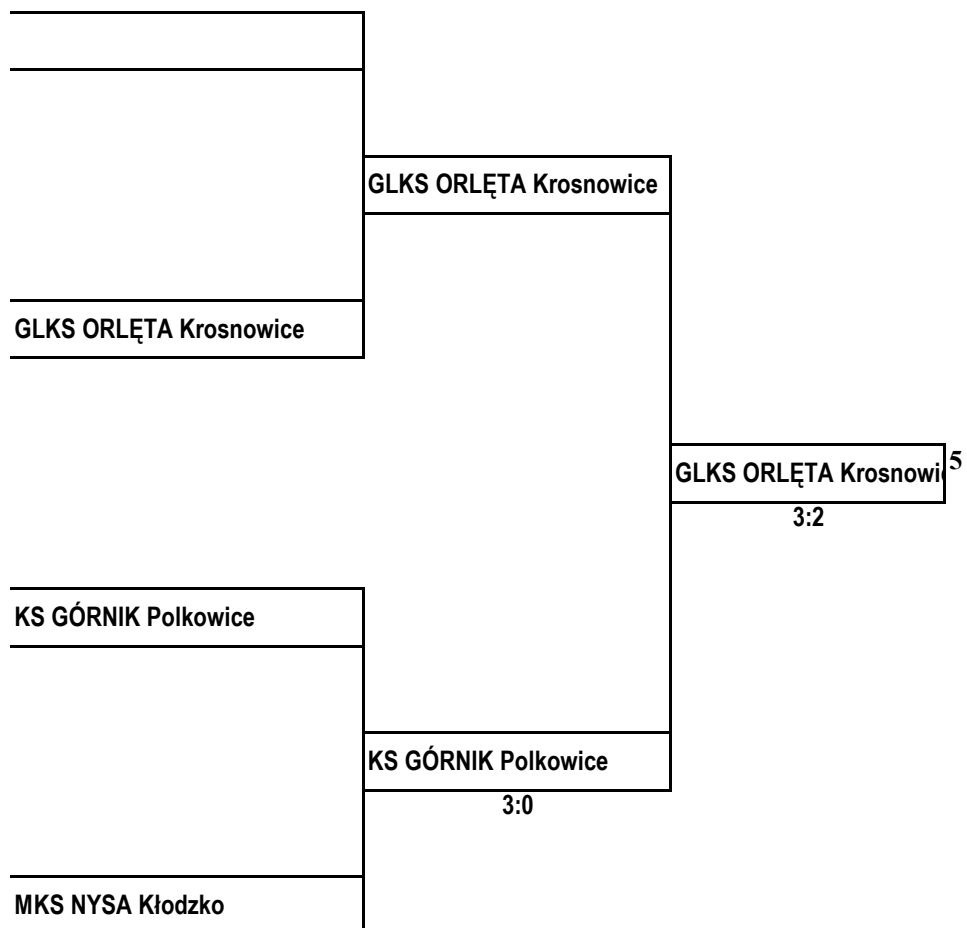 GLKS ORLĘTA Krosnowice
GLKS ORLĘTA Krosnowice
GLKS ORLĘTA Krosnowi
5
3:2
KS GÓRNIK Polkowice
KS GÓRNIK Polkowice
3:0
MKS NYSA Kłodzko